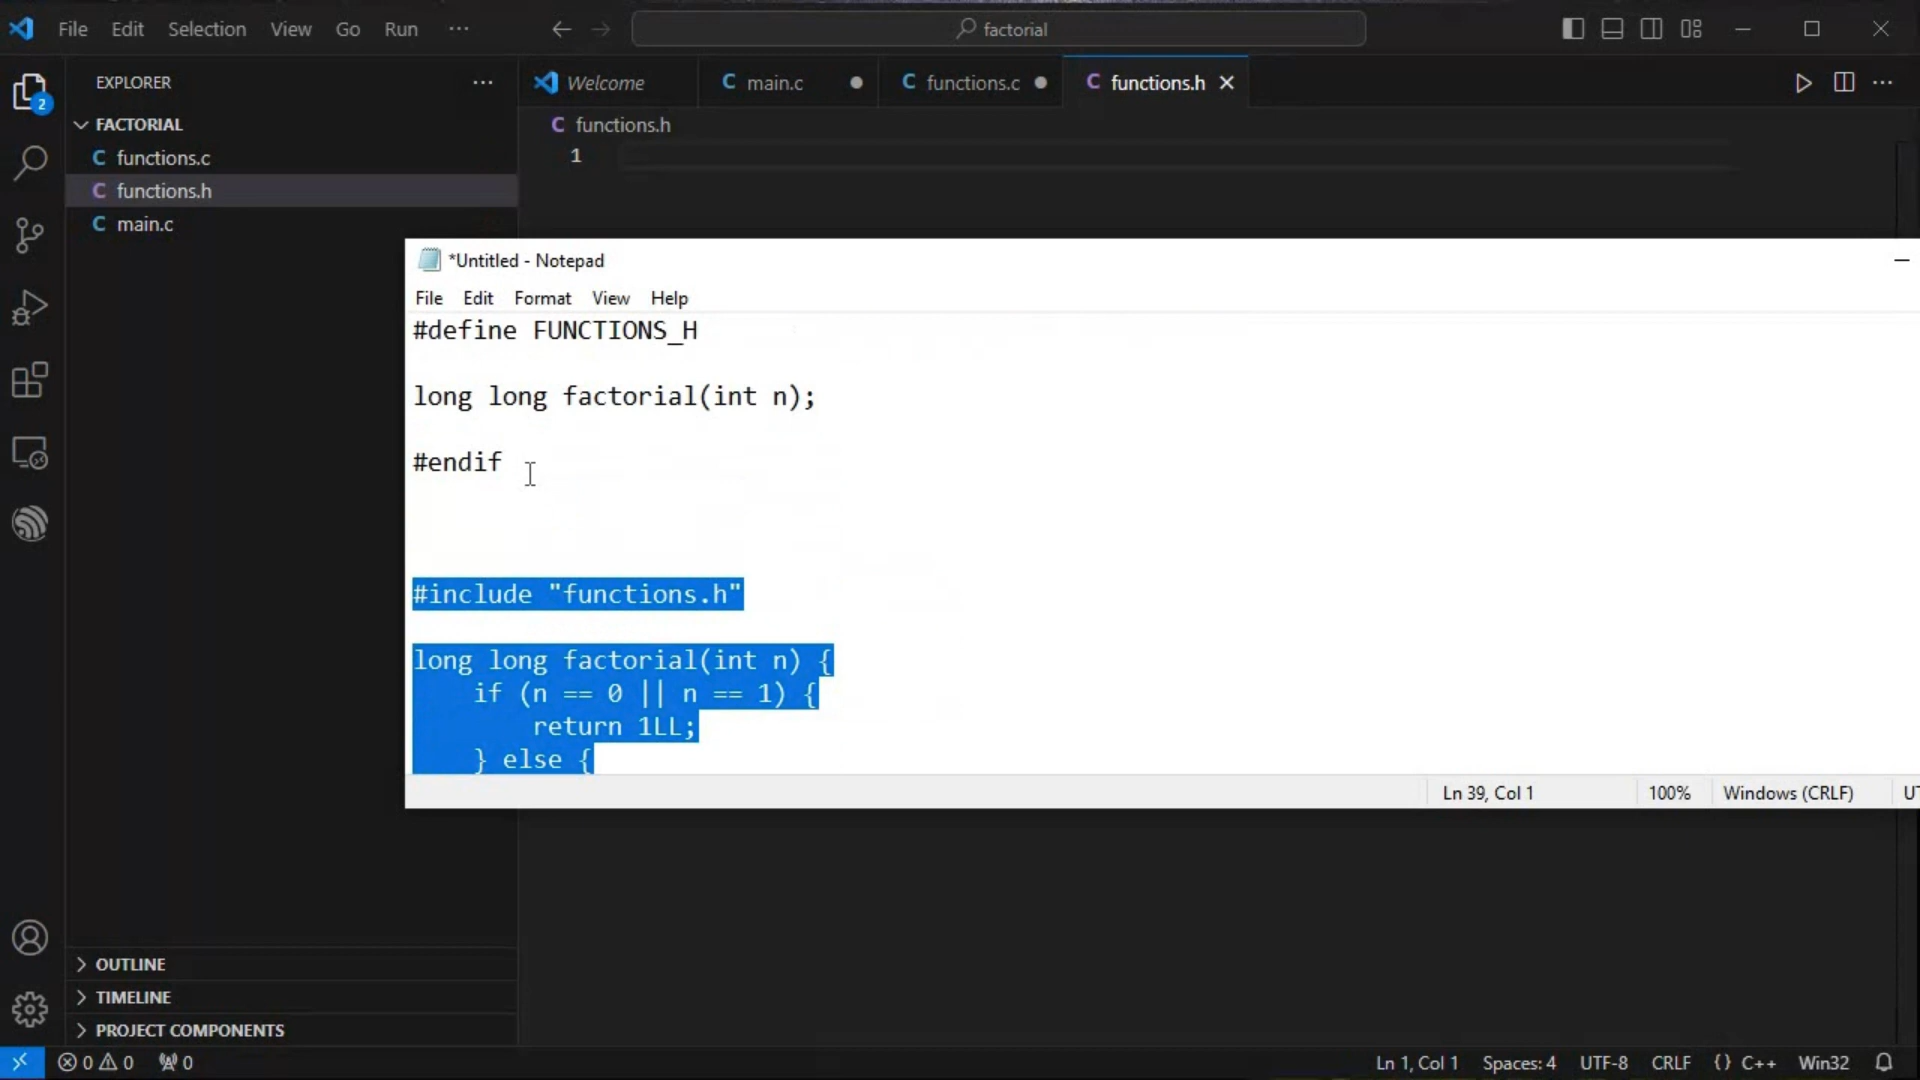 File Edit Selection View Go Run ··· factorial
EXPLORER ···
Welcome main.c functions.c functions.h
2
FACTORIAL
functions.c
functions.h
main.c
functions.h
1
*Untitled - Notepad
File Edit Format View Help
#define FUNCTIONS_H
long long factorial(int n);
#endif
#include "functions.h"
long long factorial(int n) {
if (n == 0 || n == 1) {
return 1LL;
} else {
Ln 39, Col 1 100% Windows (CRLF) UT
OUTLINE
TIMELINE
PROJECT COMPONENTS
0 0 0 Ln 1, Col 1 Spaces: 4 UTF-8 CRLF {} C++ Win32